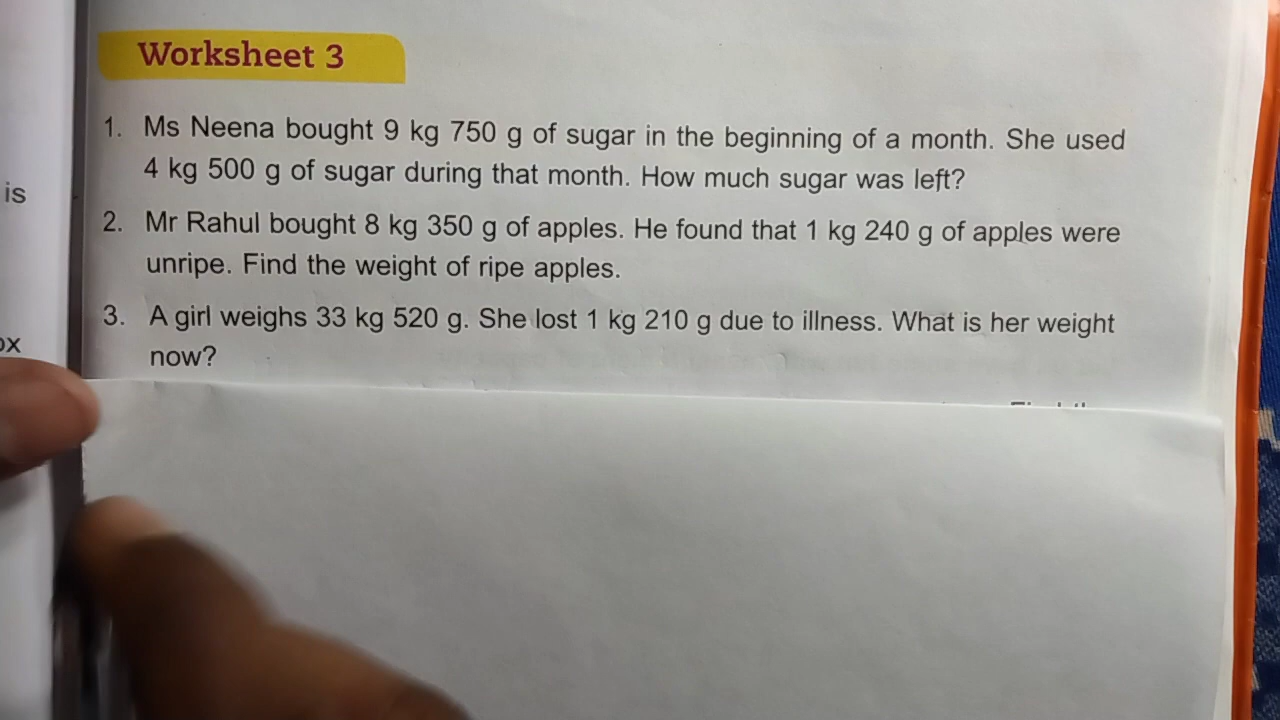 Worksheet 3
1. Ms Neena bought 9 kg 750 g of sugar in the beginning of a month. She used
4 kg 500 g of sugar during that month. How much sugar was left?
is
2. Mr Rahul bought 8 kg 350 g of apples. He found that 1 kg 240 g of apples were
unripe. Find the weight of ripe apples.
3. A girl weighs 33 kg 520 g. She lost 1 kg 210 g due to illness. What is her weight
now?